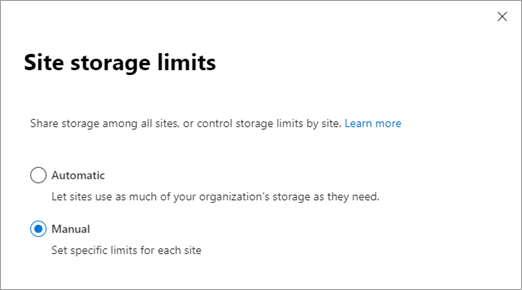 Site storage limits
Share storage among all sites, or control storage limits by site. Learn more
Automatic
Let sites use as much of your organization's storage as they need.
Manual
Set specific limits for each site